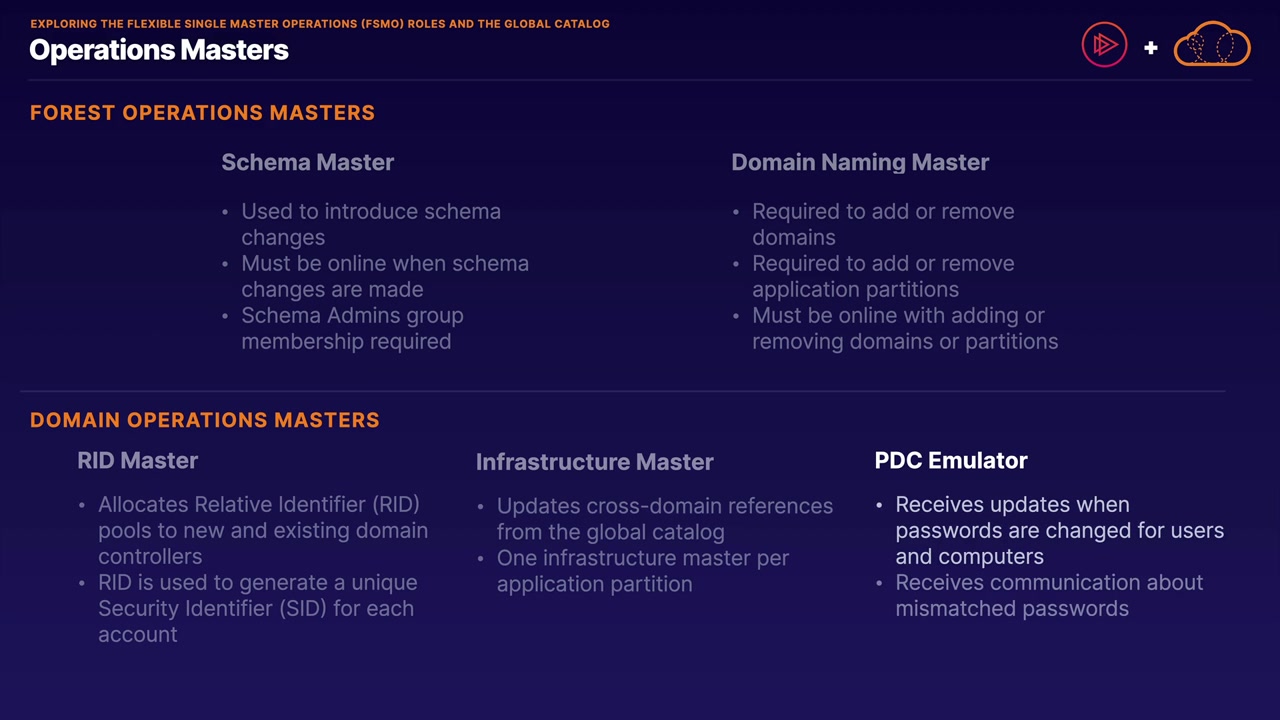 EXPLORING THE FLEXIBLE SINGLE MASTER OPERATIONS (FSMO) ROLES AND THE GLOBAL CATALOG
Operations Masters
+
FOREST OPERATIONS MASTERS
Schema Master
• Used to introduce schema
changes
• Must be online when schema
changes are made
• Schema Admins group
membership required
Domain Naming Master
• Required to add or remove
domains
• Required to add or remove
application partitions
• Must be online with adding or
removing domains or partitions
DOMAIN OPERATIONS MASTERS
RID Master
• Allocates Relative Identifier (RID)
pools to new and existing domain
controllers
• RID is used to generate a unique
Security Identifier (SID) for each
account
Infrastructure Master
• Updates cross-domain references
from the global catalog
• One infrastructure master per
application partition
PDC Emulator
• Receives updates when
passwords are changed for users
and computers
• Receives communication about
mismatched passwords